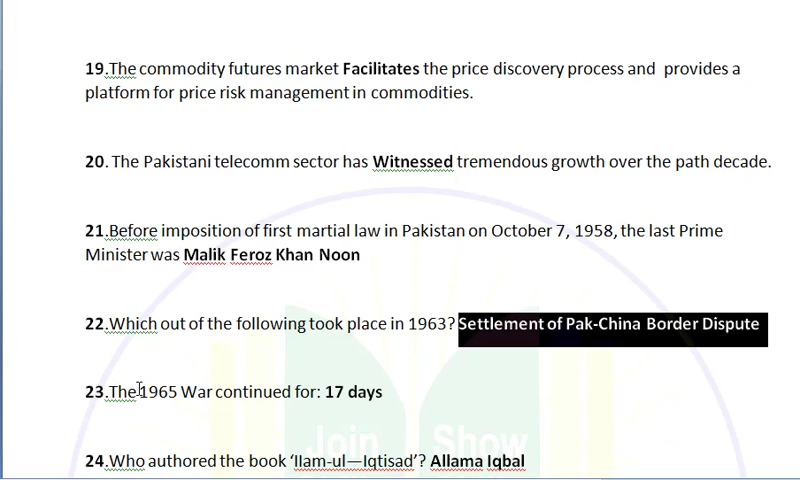 19.The commodity futures market Facilitates the price discovery process and  provides a
platform for price risk management in commodities.
20. The Pakistani telecomm sector has Witnessed tremendous growth over the path decade.
21.Before imposition of first martial law in Pakistan on October 7, 1958, the last Prime
Minister was Malik Feroz Khan Noon
22.Which out of the following took place in 1963? Settlement of Pak-China Border Dispute
23.The 1965 War continued for: 17 days
Join Show
24.Who authored the book ‘Ilam-ul—Iqtisad’? Allama Iqbal